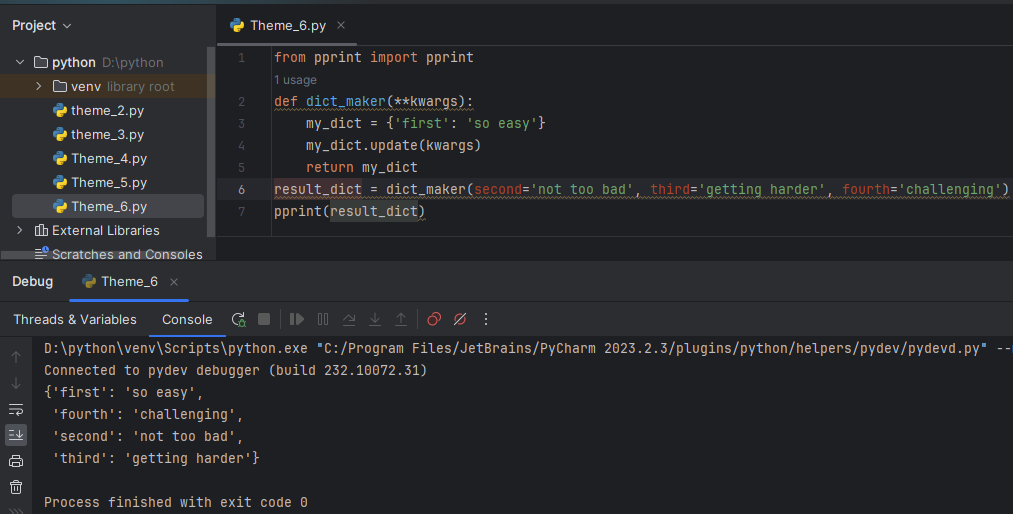 Project
python D:\python
venv library root
theme_2.py
theme_3.py
Theme_4.py
Theme_5.py
Theme_6.py
External Libraries
Scratches and Consoles
Theme_6.py
1 from pprint import pprint
1 usage
2 def dict_maker(**kwargs):
3 my_dict = {'first': 'so easy'}
4 my_dict.update(kwargs)
5 return my_dict
6 result_dict = dict_maker(second='not too bad', third='getting harder', fourth='challenging')
7 pprint(result_dict)
Debug Theme_6
Threads & Variables Console
D:\python\venv\Scripts\python.exe "C:/Program Files/JetBrains/PyCharm 2023.2.3/plugins/python/helpers/pydev/pydevd.py" --
Connected to pydev debugger (build 232.10072.31)
{'first': 'so easy',
'fourth': 'challenging',
'second': 'not too bad',
'third': 'getting harder'}
Process finished with exit code 0